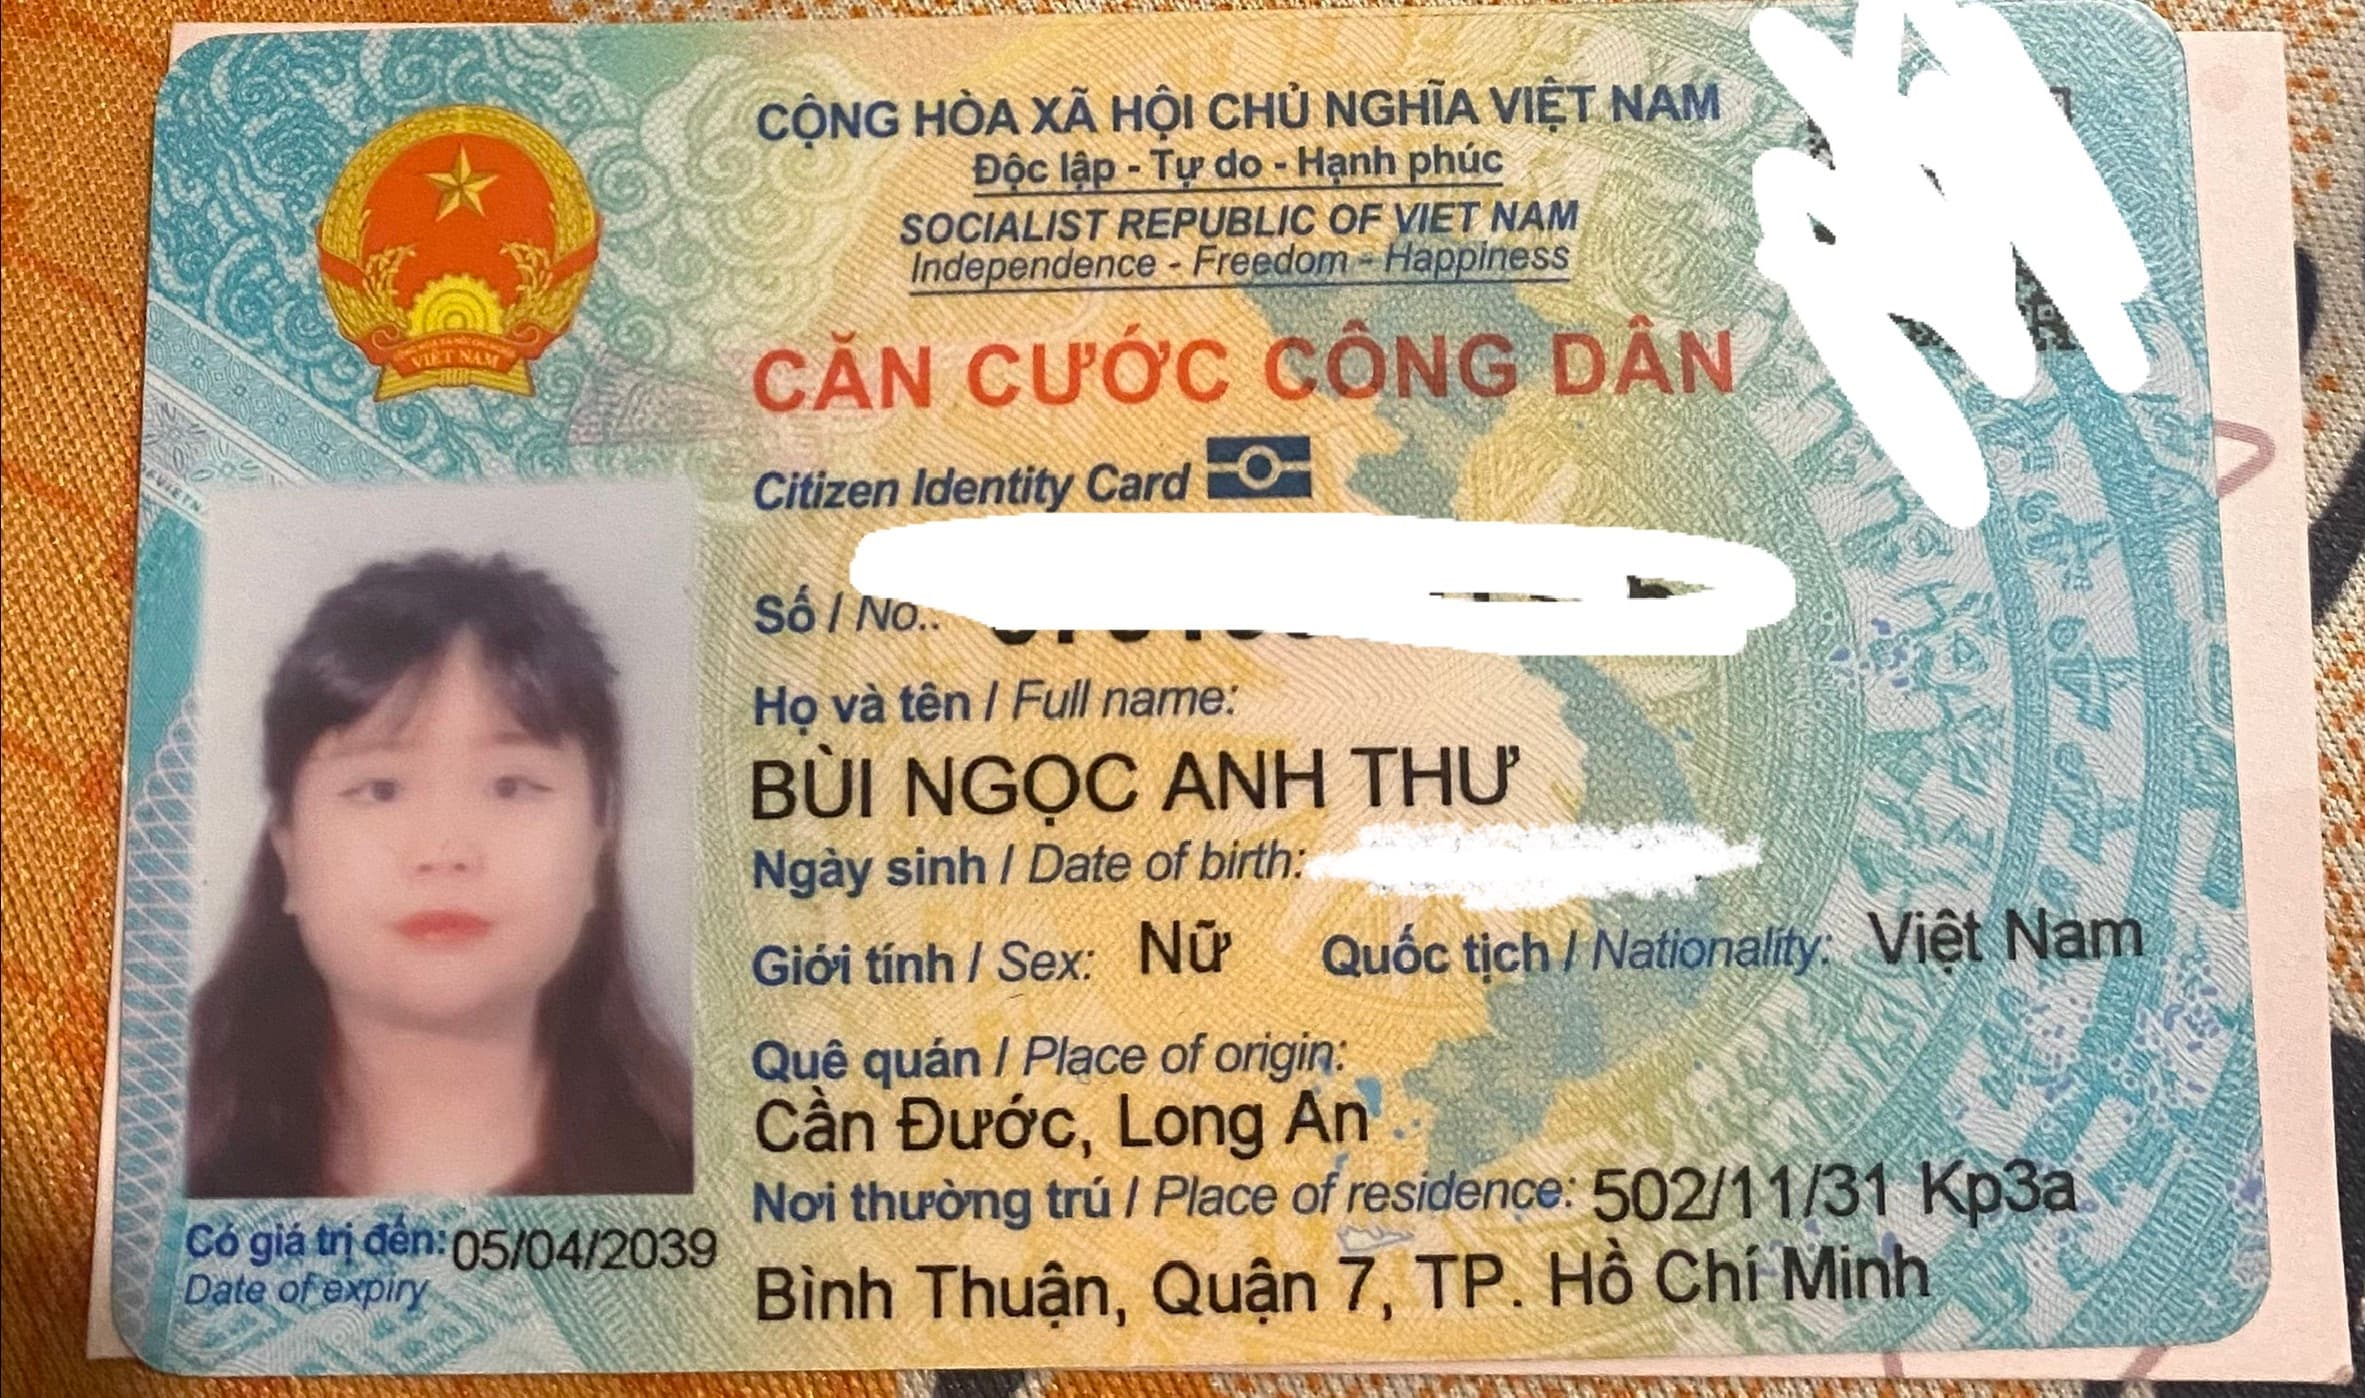 CỘNG HÒA XÃ HỘI CHỦ NGHĨA VIỆT NAM
Độc lập - Tự do - Hạnh phúc
SOCIALIST REPUBLIC OF VIET NAM
Independence - Freedom - Happiness
VIỆT NAM
CĂN CƯỚC CÔNG DÂN
Citizen Identity Card
Số / No.:
Họ và tên / Full name:
BÙI NGỌC ANH THƯ
Ngày sinh / Date of birth:
Giới tính / Sex: Nữ Quốc tịch / Nationality: Việt Nam
Quê quán / Place of origin:
Cần Đước, Long An
Nơi thường trú / Place of residence: 502/11/31 Kp3a
Bình Thuận, Quận 7, TP. Hồ Chí Minh
Có giá trị đến: 05/04/2039
Date of expiry